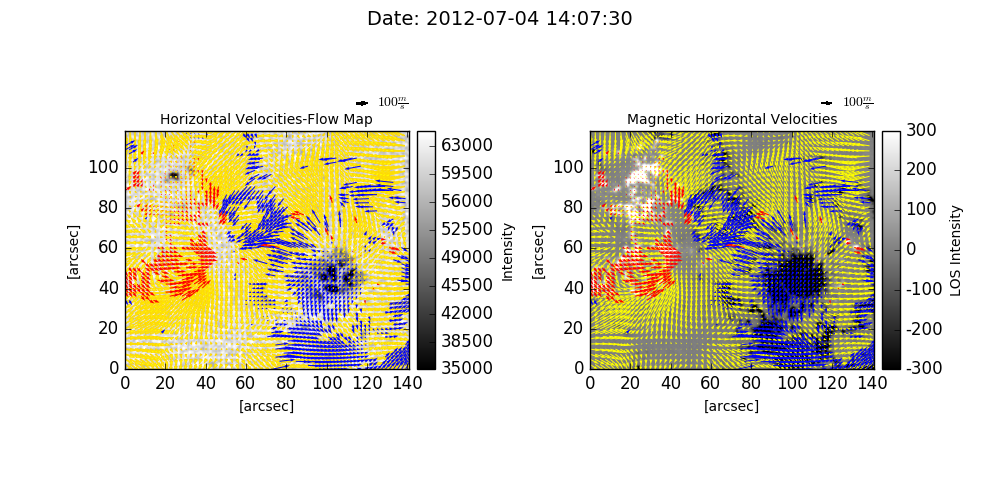 Date: 2012-07-04 14:07:30
100 m/s
100 m/s
Horizontal Velocities-Flow Map
Magnetic Horizontal Velocities
[arcsec]
100
80
60
40
20
0
0 20 40 60 80 100 120 140
[arcsec]
63000
59500
56000
52500
49000
45500
42000
38500
35000
Intensity
[arcsec]
100
80
60
40
20
0
0 20 40 60 80 100 120 140
[arcsec]
300
200
100
0
-100
-200
-300
LOS Intensity